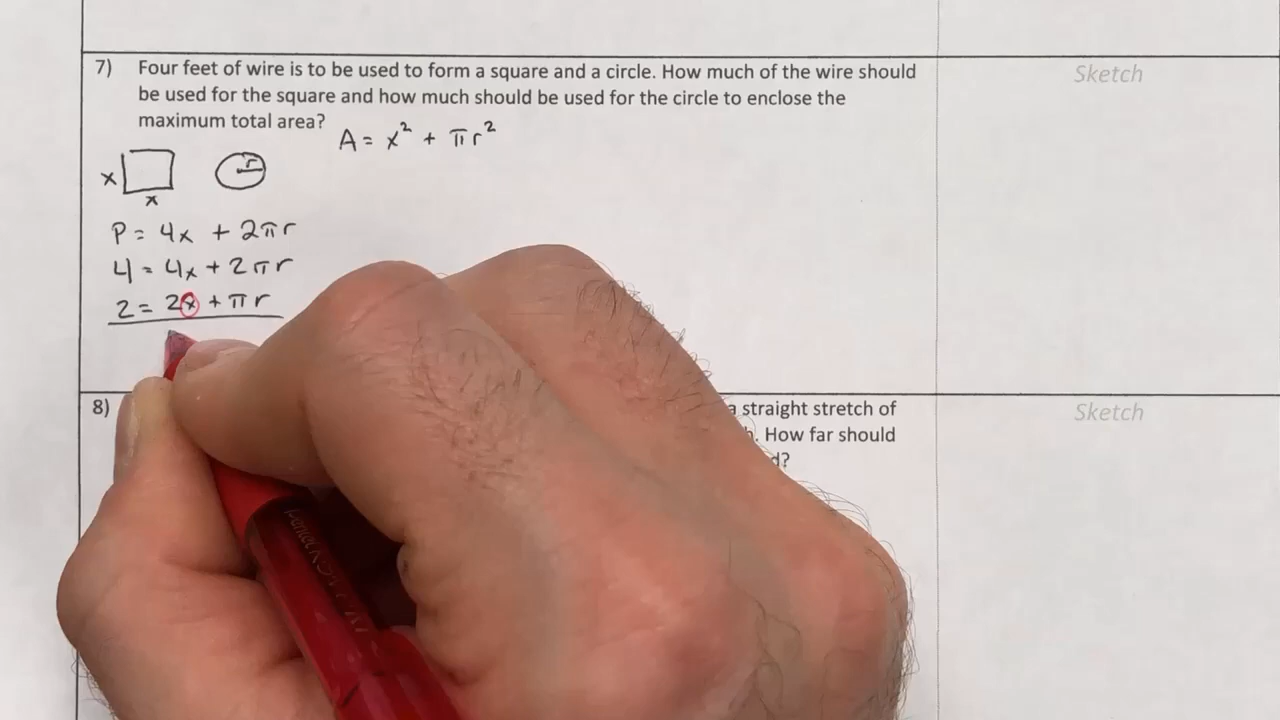 7) Four feet of wire is to be used to form a square and a circle. How much of the wire should
be used for the square and how much should be used for the circle to enclose the
maximum total area?
A = x² + πr²
Sketch
x
r
x
P = 4x + 2πr
4 = 4x + 2πr
2 = 2x + πr
8)
a straight stretch of
. How far should
?
Sketch